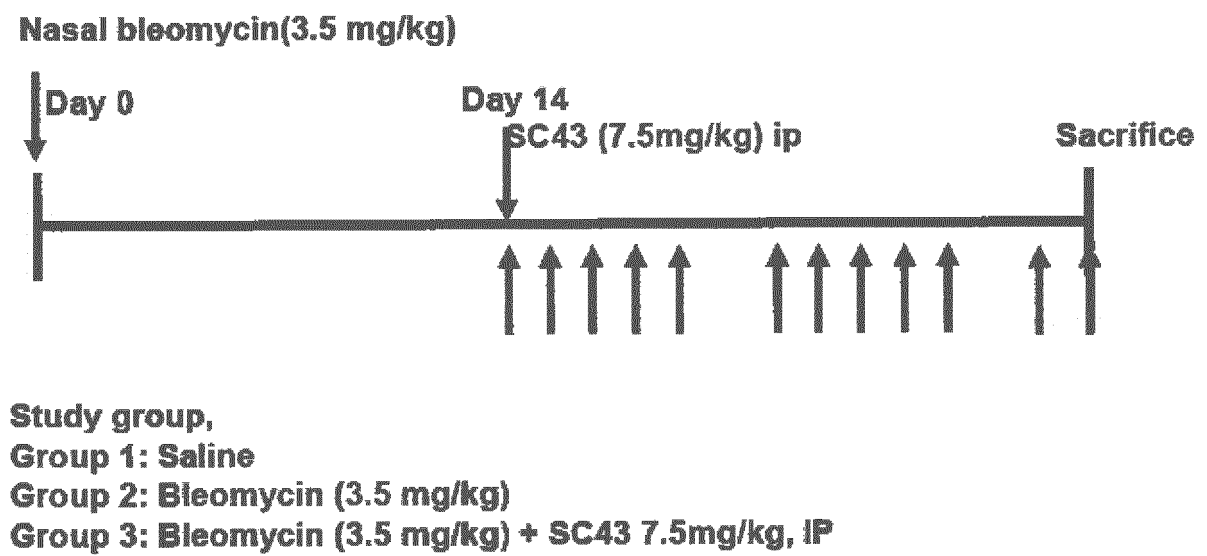 Nasal bleomycin(3.5 mg/kg)
Day 0
Day 14
SC43 (7.5mg/kg) ip
Sacrifice
Study group,
Group 1: Saline
Group 2: Bleomycin (3.5 mg/kg)
Group 3: Bleomycin (3.5 mg/kg) + SC43 7.5mg/kg, IP